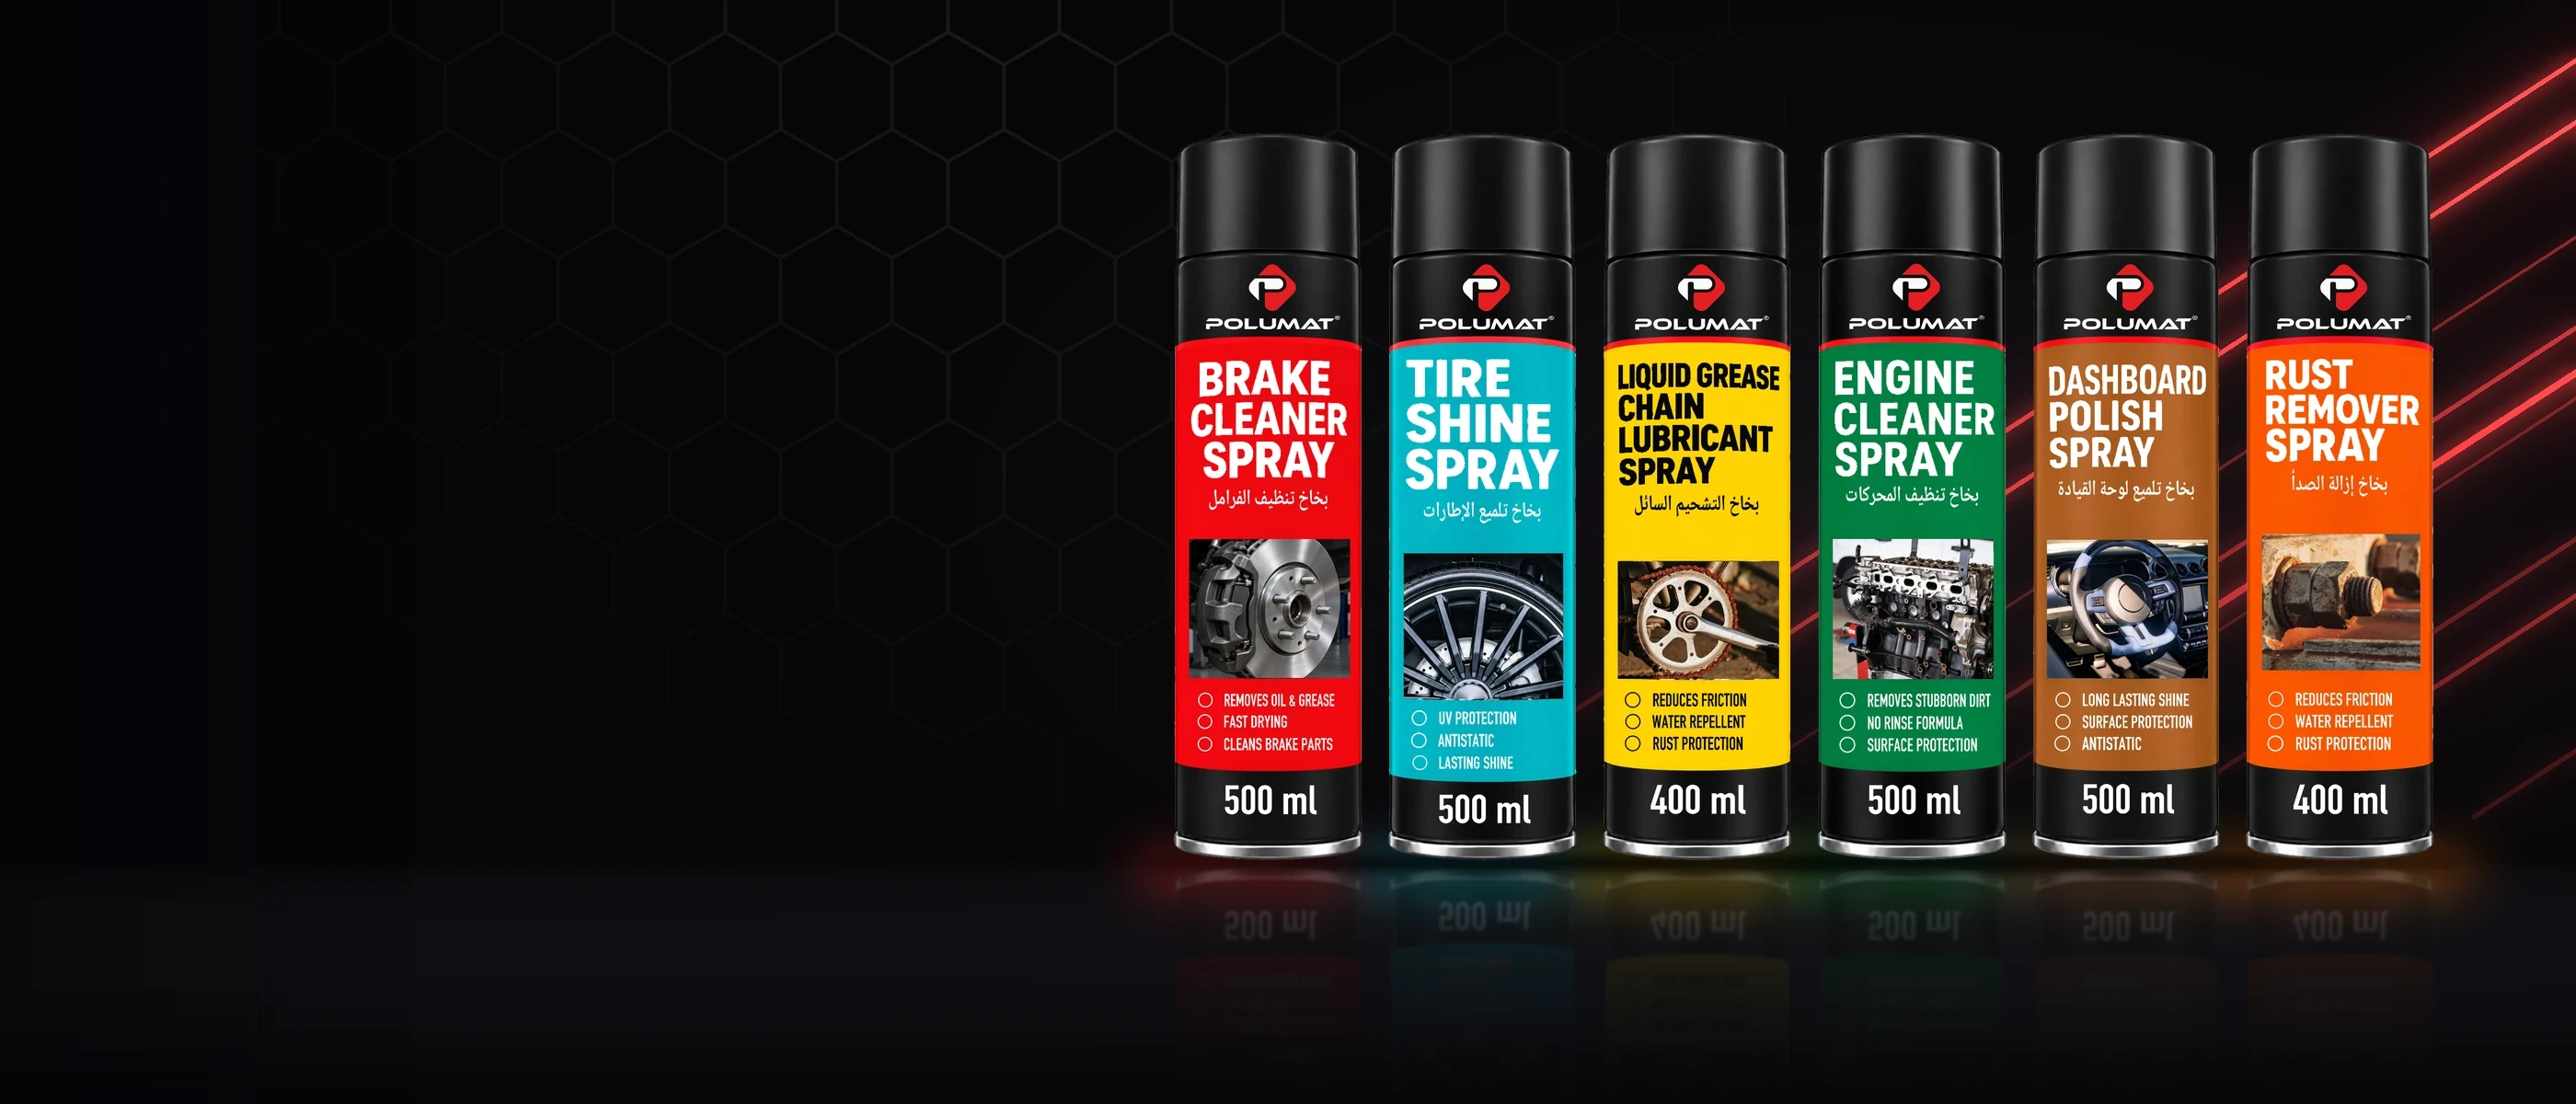 POLUMAT®
BRAKE
CLEANER
SPRAY
بخاخ تنظيف الفرامل
REMOVES OIL & GREASE
FAST DRYING
CLEANS BRAKE PARTS
500 ml
POLUMAT®
TIRE
SHINE
SPRAY
بخاخ تلميع الإطارات
UV PROTECTION
ANTISTATIC
LASTING SHINE
500 ml
POLUMAT®
LIQUID GREASE
CHAIN
LUBRICANT
SPRAY
بخاخ التشحيم السائل
REDUCES FRICTION
WATER REPELLENT
RUST PROTECTION
400 ml
POLUMAT®
ENGINE
CLEANER
SPRAY
بخاخ تنظيف المحركات
REMOVES STUBBORN DIRT
NO RINSE FORMULA
SURFACE PROTECTION
500 ml
POLUMAT®
DASHBOARD
POLISH
SPRAY
بخاخ تلميع لوحة القيادة
LONG LASTING SHINE
SURFACE PROTECTION
ANTISTATIC
500 ml
POLUMAT®
RUST
REMOVER
SPRAY
بخاخ إزالة الصدأ
REDUCES FRICTION
WATER REPELLENT
RUST PROTECTION
400 ml